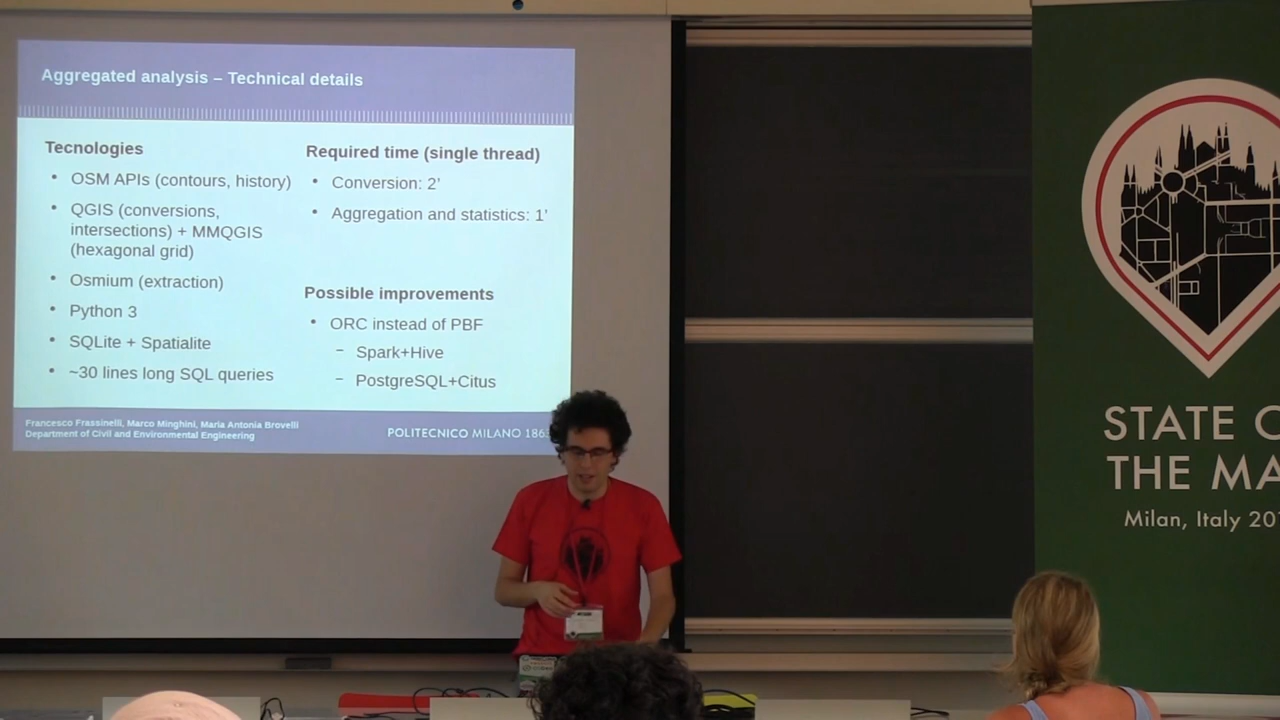 Aggregated analysis – Technical details
Tecnologies
• OSM APIs (contours, history)
• QGIS (conversions,
intersections) + MMQGIS
(hexagonal grid)
• Osmium (extraction)
• Python 3
• SQLite + Spatialite
• ~30 lines long SQL queries
Required time (single thread)
• Conversion: 2’
• Aggregation and statistics: 1’
Possible improvements
• ORC instead of PBF
– Spark+Hive
– PostgreSQL+Citus
Francesco Frassinelli, Marco Minghini, Maria Antonia Brovelli
Department of Civil and Environmental Engineering
POLITECNICO MILANO 1863
STATE O
THE MA
Milan, Italy 201